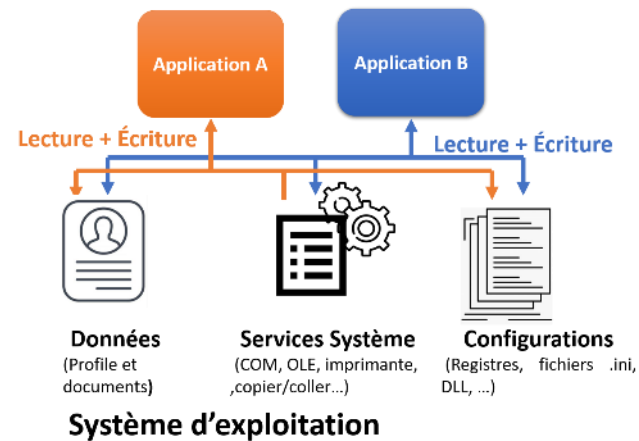 Application A
Application B
Lecture + Écriture
Lecture + Écriture
Données
(Profile et
documents)
Services Système
(COM, OLE, imprimante,
,copier/coller...)
Configurations
(Registres, fichiers .ini,
DLL, ...)
Système d'exploitation